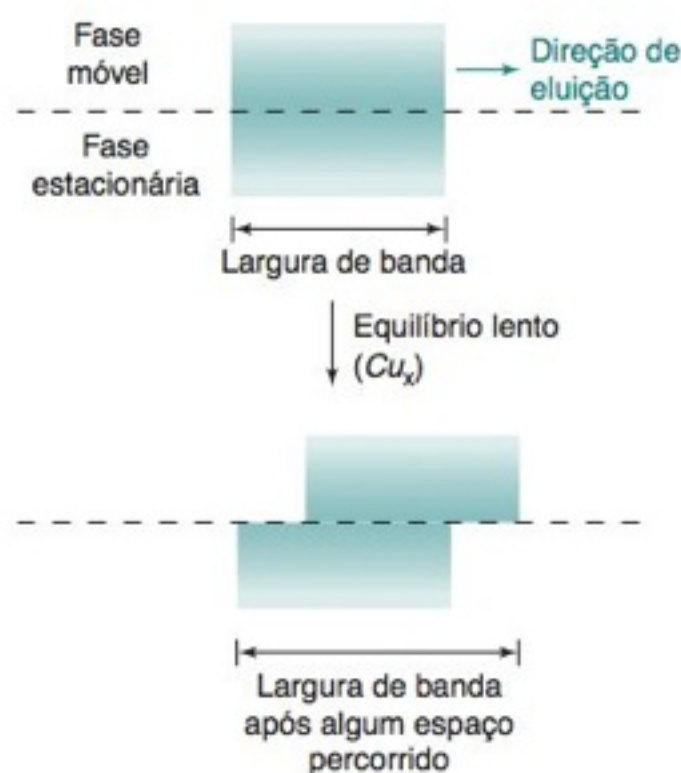 Fase
móvel
Direção de
eluição
Fase
estacionária
Largura de banda
Equilíbrio lento
(Cuₓ)
Largura de banda
após algum espaço
percorrido